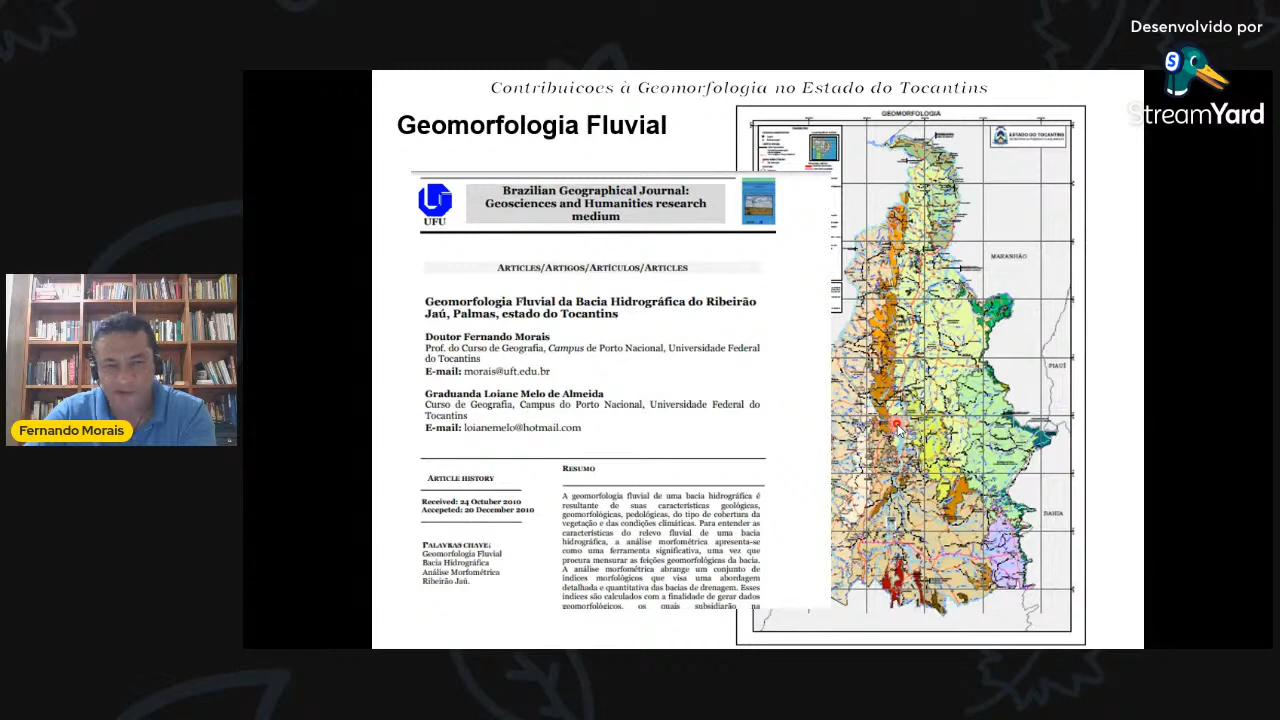 Desenvolvido por
StreamYard
Contribuicoes à Geomorfologia no Estado do Tocantins
Geomorfologia Fluvial
GEOMORFOLOGIA
ESTADO DO TOCANTINS
UFU
Brazilian Geographical Journal:
Geosciences and Humanities research
medium
ARTICLES/ARTIGOS/ARTÍCULOS/ARTICLES
Geomorfologia Fluvial da Bacia Hidrográfica do Ribeirão
Jaú, Palmas, estado do Tocantins
Doutor Fernando Morais
Prof. do Curso de Geografia, Campus de Porto Nacional, Universidade Federal
do Tocantins
E-mail: morais@uft.edu.br
Graduanda Loiane Melo de Almeida
Curso de Geografia, Campus do Porto Nacional, Universidade Federal do
Tocantins
E-mail: loianemelo@hotmail.com
ARTICLE HISTORY
Received: 24 Octuber 2010
Accepeted: 20 December 2010
PALAVRAS CHAVE:
Geomorfologia Fluvial
Bacia Hidrográfica
Análise Morfométrica
Ribeirão Jaú.
RESUMO
A geomorfologia fluvial de uma bacia hidrográfica é
resultante de suas características geológicas,
geomorfológicas, pedológicas, do tipo de cobertura da
vegetação e das condições climáticas. Para entender as
características do relevo fluvial de uma bacia
hidrográfica, a análise morfométrica apresenta-se
como uma ferramenta significativa, uma vez que
procura mensurar as feições geomorfológicas da bacia.
A análise morfométrica abrange um conjunto de
índices morfológicos que visa uma abordagem
detalhada e quantitativa das bacias de drenagem. Esses
índices são calculados com a finalidade de gerar dados
geomorfológicos, os quais subsidiarão na
MARANHÃO
PIAUÍ
BAHIA
Fernando Morais